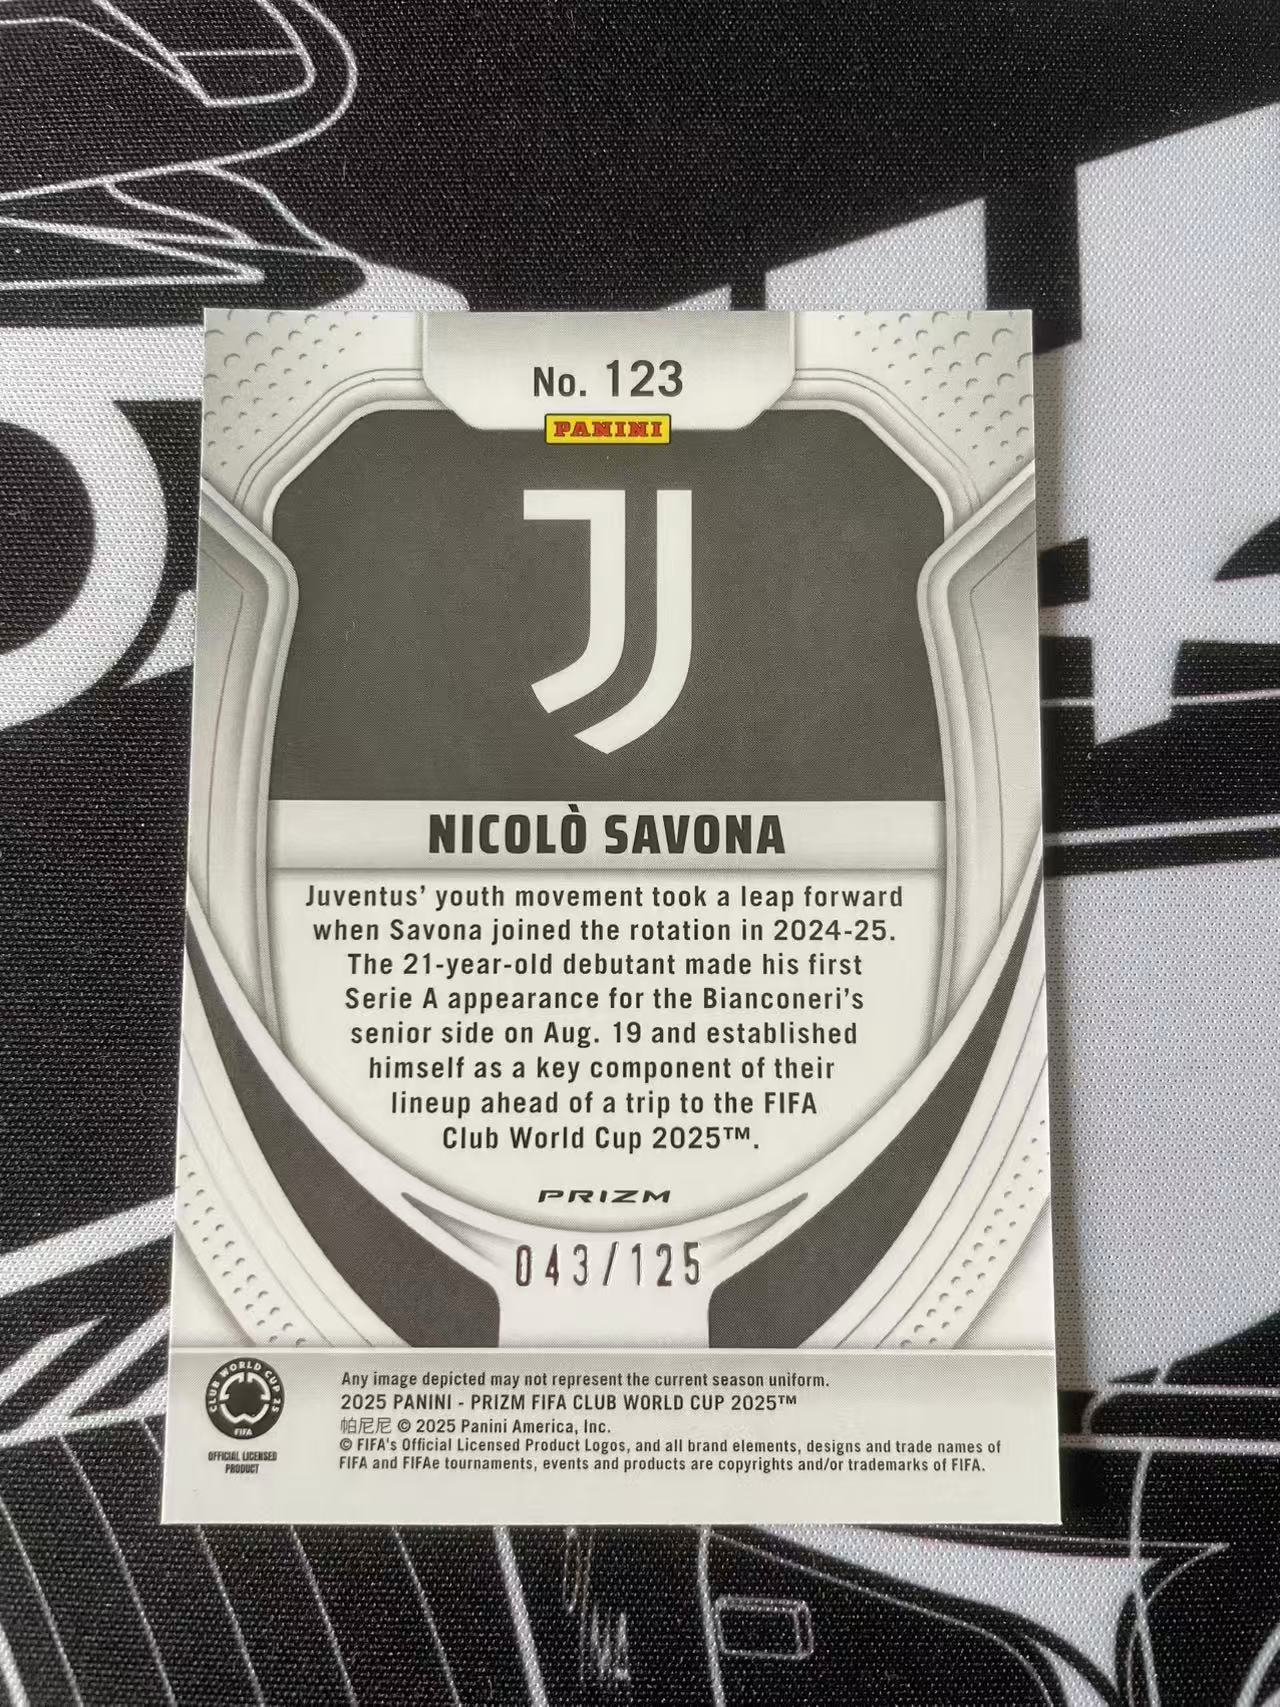 No. 123
PANINI
NICOLÒ SAVONA
Juventus' youth movement took a leap forward
when Savona joined the rotation in 2024-25.
The 21-year-old debutant made his first
Serie A appearance for the Bianconeri's
senior side on Aug. 19 and established
himself as a key component of their
lineup ahead of a trip to the FIFA
Club World Cup 2025™.
PRIZM
043/125
CLUB WORLD CUP 25
FIFA
OFFICIAL LICENSED
PRODUCT
Any image depicted may not represent the current season uniform.
2025 PANINI - PRIZM FIFA CLUB WORLD CUP 2025™
帕尼尼 © 2025 Panini America, Inc.
© FIFA's Official Licensed Product Logos, and all brand elements, designs and trade names of
FIFA and FIFAe tournaments, events and products are copyrights and/or trademarks of FIFA.